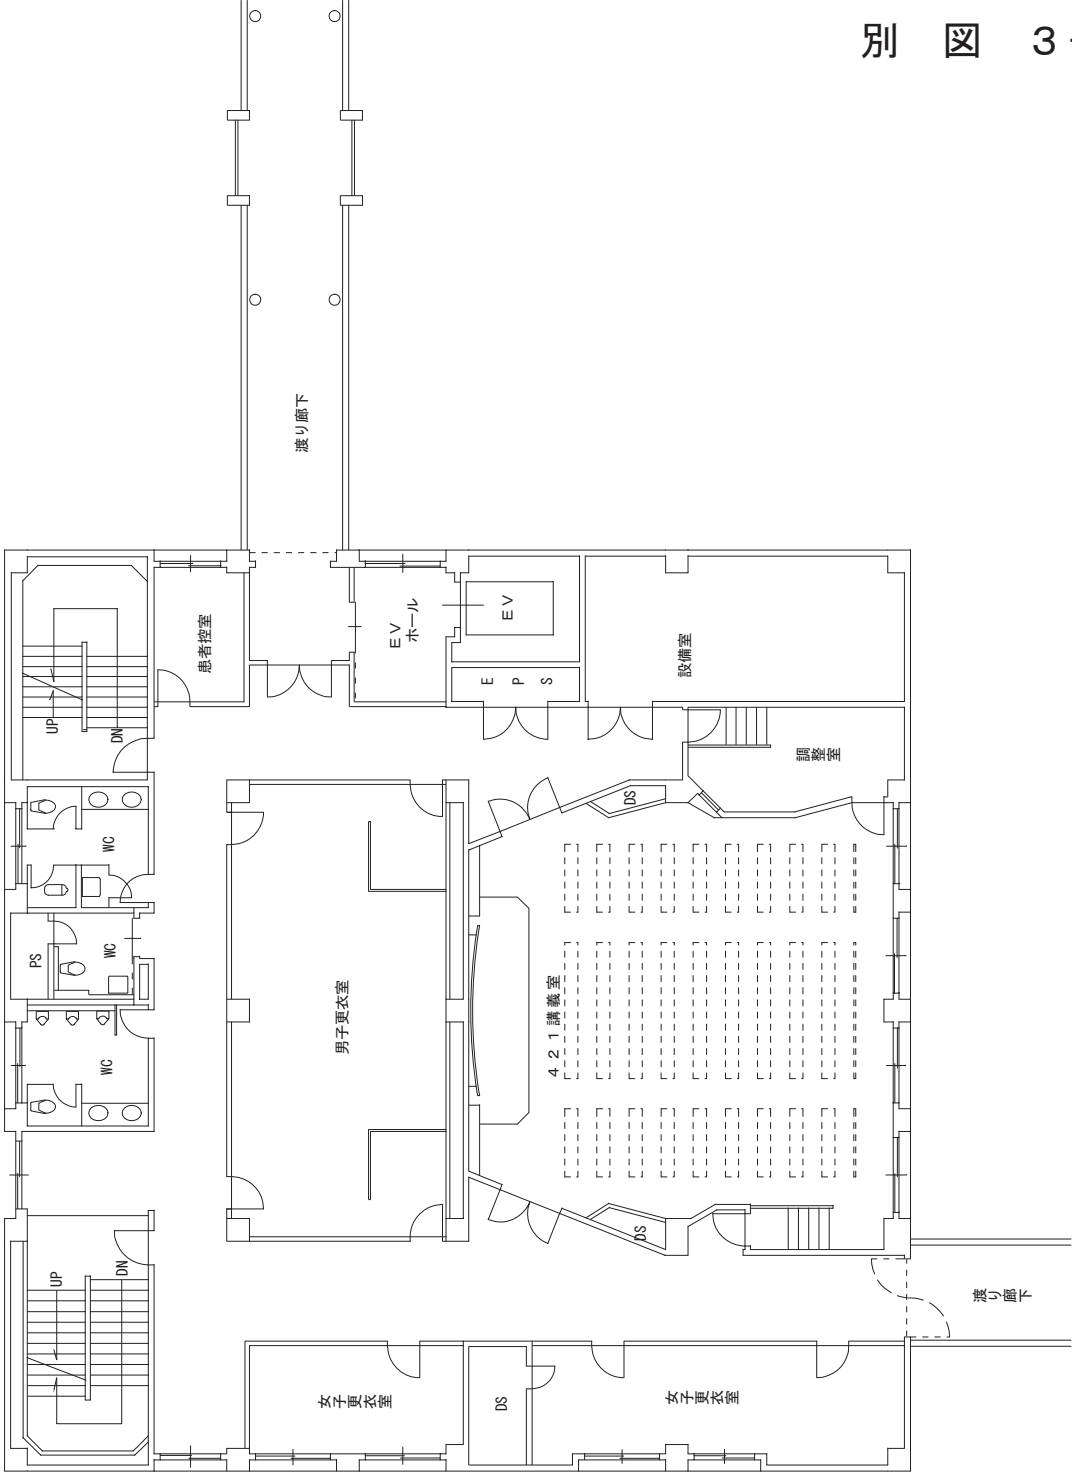 別 図 3-
渡り廊下
患者控室
EV
ホール
EV
E P S
設備室
調整室
UP
DN
WC
PS
WC
WC
DS
男子更衣室
421講義室
DS
UP
DN
渡り廊下
女子更衣室
DS
女子更衣室